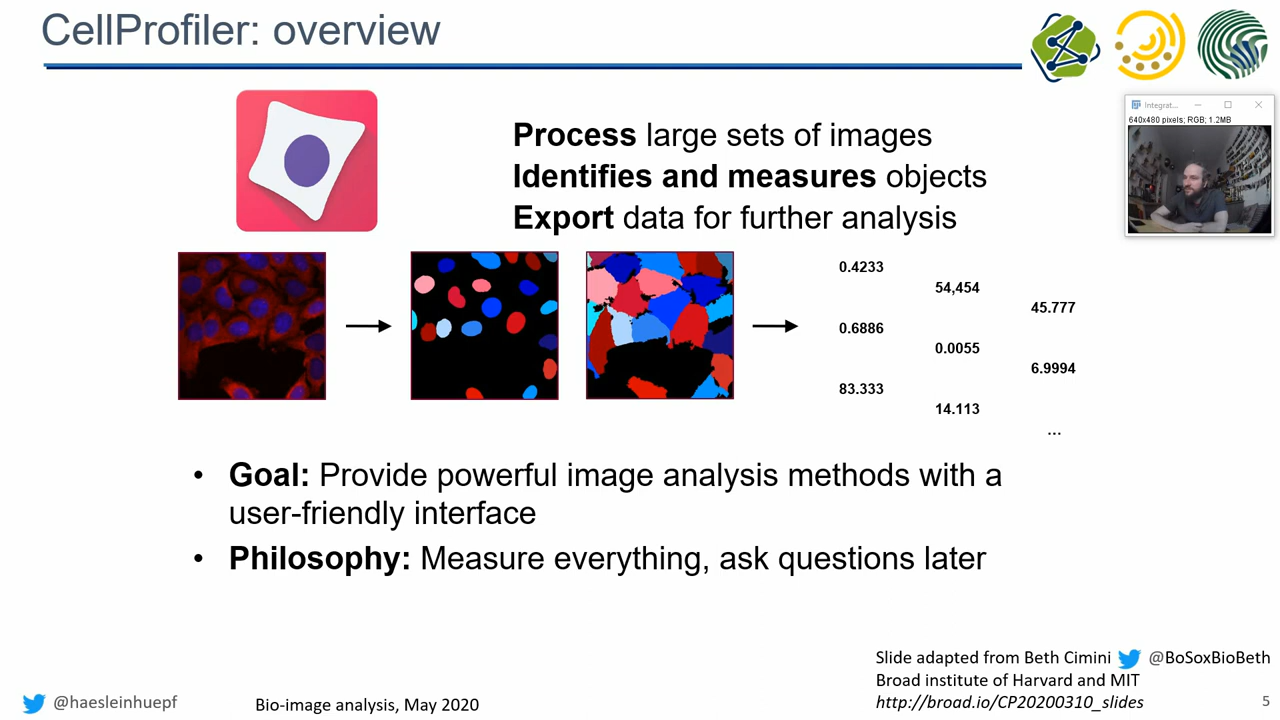 CellProfiler: overview
Integrat...
640x480 pixels; RGB; 1.2MB
Process large sets of images
Identifies and measures objects
Export data for further analysis
0.4233
54,454
45.777
0.6886
0.0055
6.9994
83.333
14.113
...
• Goal: Provide powerful image analysis methods with a
user-friendly interface
• Philosophy: Measure everything, ask questions later
Slide adapted from Beth Cimini @BoSoxBioBeth
Broad institute of Harvard and MIT
http://broad.io/CP20200310_slides
@haesleinhuepf
Bio-image analysis, May 2020
5